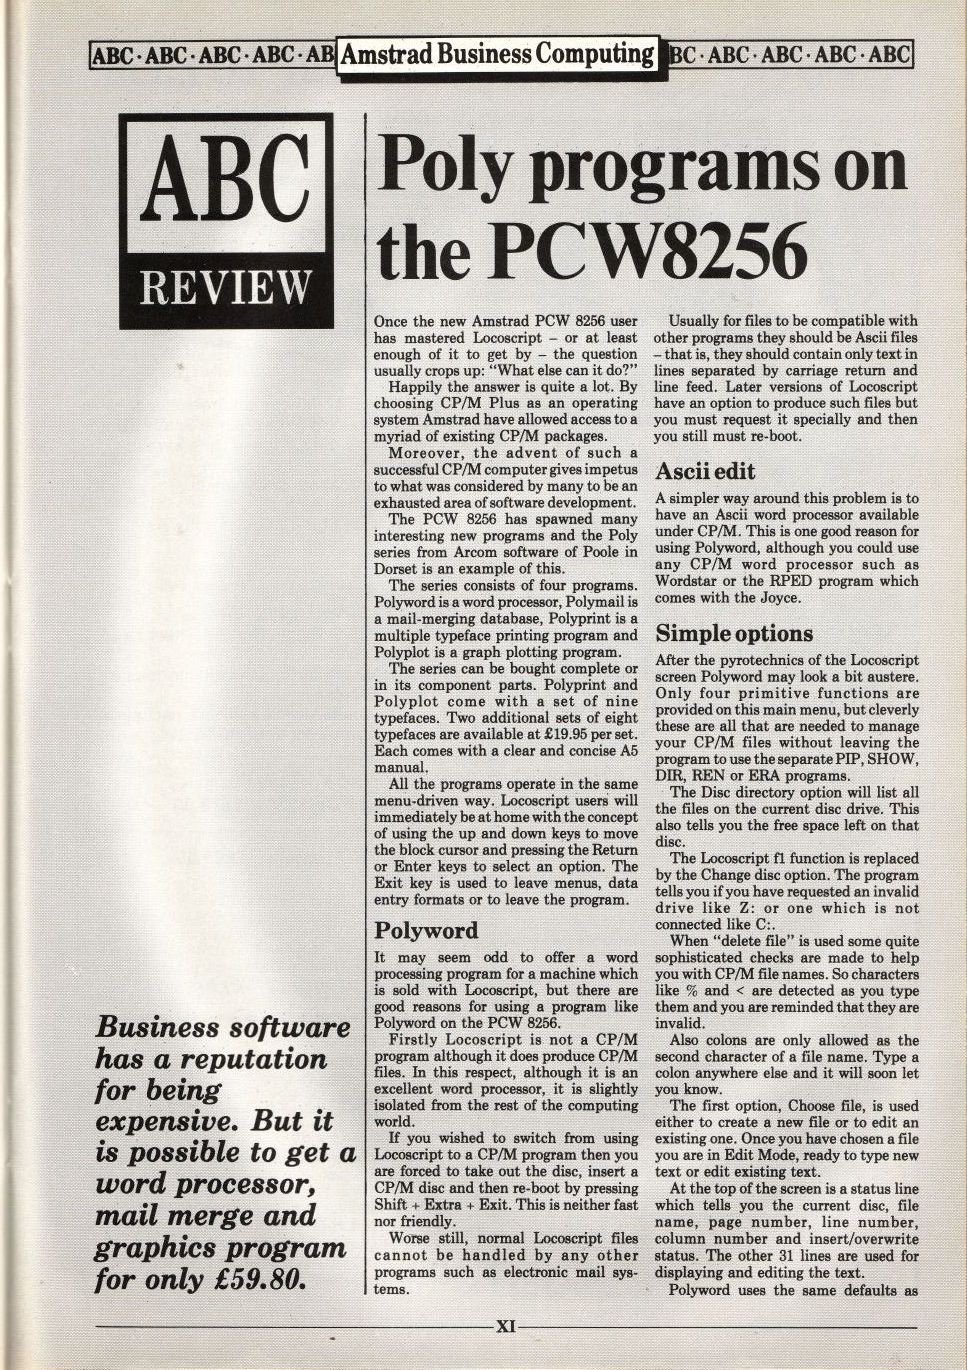 ABC · ABC · ABC · ABC · AB Amstrad Business Computing BC · ABC · ABC · ABC · ABC
ABC
REVIEW
Business software
has a reputation
for being
expensive. But it
is possible to get a
word processor,
mail merge and
graphics program
for only £59.80.
Poly programs on
the PCW8256
Once the new Amstrad PCW 8256 user
has mastered Locoscript – or at least
enough of it to get by – the question
usually crops up: “What else can it do?”
Happily the answer is quite a lot. By
choosing CP/M Plus as an operating
system Amstrad have allowed access to a
myriad of existing CP/M packages.
Moreover, the advent of such a
successful CP/M computer gives impetus
to what was considered by many to be an
exhausted area of software development.
The PCW 8256 has spawned many
interesting new programs and the Poly
series from Arcom software of Poole in
Dorset is an example of this.
The series consists of four programs.
Polyword is a word processor, Polymail is
a mail-merging database, Polyprint is a
multiple typeface printing program and
Polyplot is a graph plotting program.
The series can be bought complete or
in its component parts. Polyprint and
Polyplot come with a set of nine
typefaces. Two additional sets of eight
typefaces are available at £19.95 per set.
Each comes with a clear and concise A5
manual.
All the programs operate in the same
menu-driven way. Locoscript users will
immediately be at home with the concept
of using the up and down keys to move
the block cursor and pressing the Return
or Enter keys to select an option. The
Exit key is used to leave menus, data
entry formats or to leave the program.
Polyword
It may seem odd to offer a word
processing program for a machine which
is sold with Locoscript, but there are
good reasons for using a program like
Polyword on the PCW 8256.
Firstly Locoscript is not a CP/M
program although it does produce CP/M
files. In this respect, although it is an
excellent word processor, it is slightly
isolated from the rest of the computing
world.
If you wished to switch from using
Locoscript to a CP/M program then you
are forced to take out the disc, insert a
CP/M disc and then re-boot by pressing
Shift + Extra + Exit. This is neither fast
nor friendly.
Worse still, normal Locoscript files
cannot be handled by any other
programs such as electronic mail sys-
tems.
Usually for files to be compatible with
other programs they should be Ascii files
– that is, they should contain only text in
lines separated by carriage return and
line feed. Later versions of Locoscript
have an option to produce such files but
you must request it specially and then
you still must re-boot.
Ascii edit
A simpler way around this problem is to
have an Ascii word processor available
under CP/M. This is one good reason for
using Polyword, although you could use
any CP/M word processor such as
Wordstar or the RPED program which
comes with the Joyce.
Simple options
After the pyrotechnics of the Locoscript
screen Polyword may look a bit austere.
Only four primitive functions are
provided on this main menu, but cleverly
these are all that are needed to manage
your CP/M files without leaving the
program to use the separate PIP, SHOW,
DIR, REN or ERA programs.
The Disc directory option will list all
the files on the current disc drive. This
also tells you the free space left on that
disc.
The Locoscript f1 function is replaced
by the Change disc option. The program
tells you if you have requested an invalid
drive like Z: or one which is not
connected like C:.
When “delete file” is used some quite
sophisticated checks are made to help
you with CP/M file names. So characters
like % and < are detected as you type
them and you are reminded that they are
invalid.
Also colons are only allowed as the
second character of a file name. Type a
colon anywhere else and it will soon let
you know.
The first option, Choose file, is used
either to create a new file or to edit an
existing one. Once you have chosen a file
you are in Edit Mode, ready to type new
text or edit existing text.
At the top of the screen is a status line
which tells you the current disc, file
name, page number, line number,
column number and insert/overwrite
status. The other 31 lines are used for
displaying and editing the text.
Polyword uses the same defaults as
XI